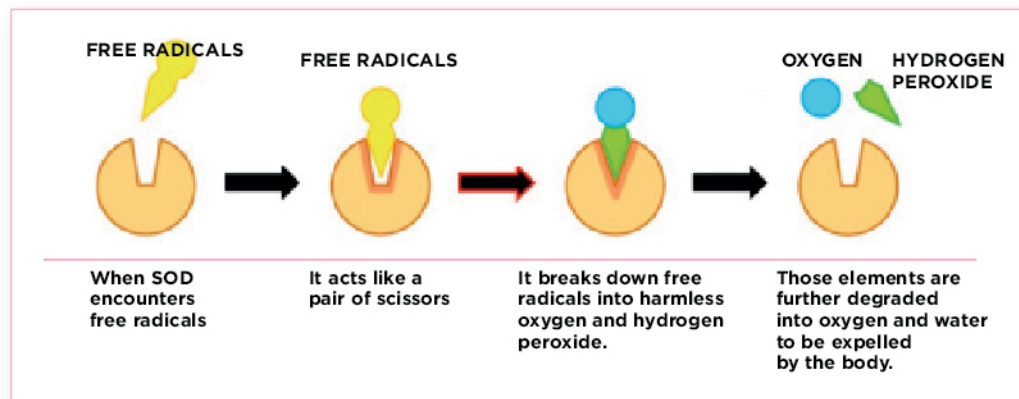 FREE RADICALS
FREE RADICALS
OXYGEN
HYDROGEN
PEROXIDE
When SOD
encounters
free radicals
It acts like a
pair of scissors
It breaks down free
radicals into harmless
oxygen and hydrogen
peroxide.
Those elements are
further degraded
into oxygen and water
to be expelled
by the body.